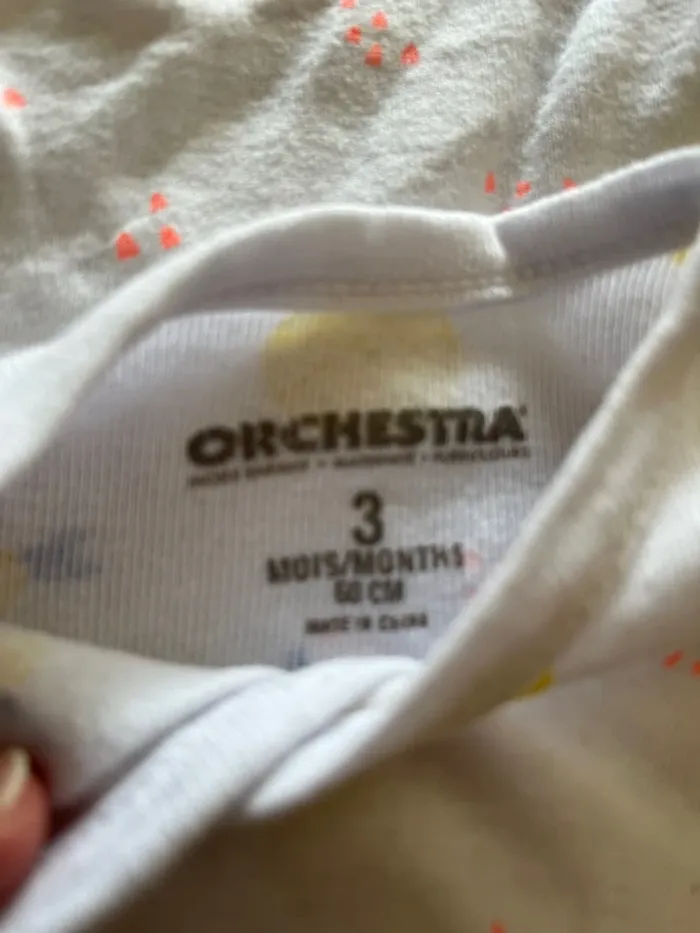 ORCHESTRA
3
MOIS/MONTHS
60 CM
MADE IN CHINA